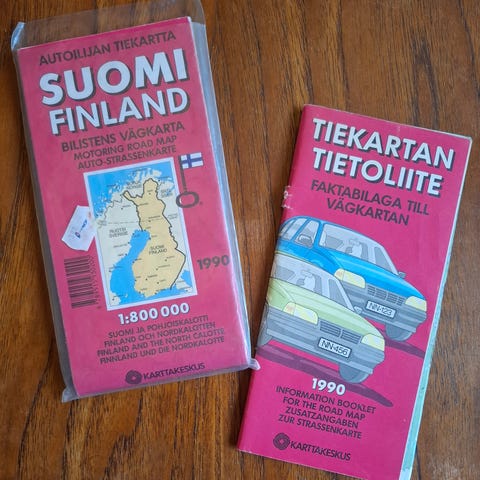 AUTOILIJAN TIEKARTTA
SUOMI
FINLAND
BILISTENS VÄGKARTA
MOTORING ROAD MAP
AUTO-STRASSENKARTE
RUOTSI
SVERIGE
SUOMI
FINLAND
1990
1:800 000
SUOMI JA POHJOISKALOTTI
FINLAND OCH NORDKALOTTEN
FINLAND AND THE NORTH CALOTTE
FINNLAND UND DIE NORDKALOTTE
KARTTAKESKUS
TIEKARTAN
TIETOLIITE
FAKTABILAGA TILL
VÄGKARTAN
NN-123
NN-456
1990
INFORMATION BOOKLET
FOR THE ROAD MAP
ZUSATZANGABEN
ZUR STRASSENKARTE
KARTTAKESKUS